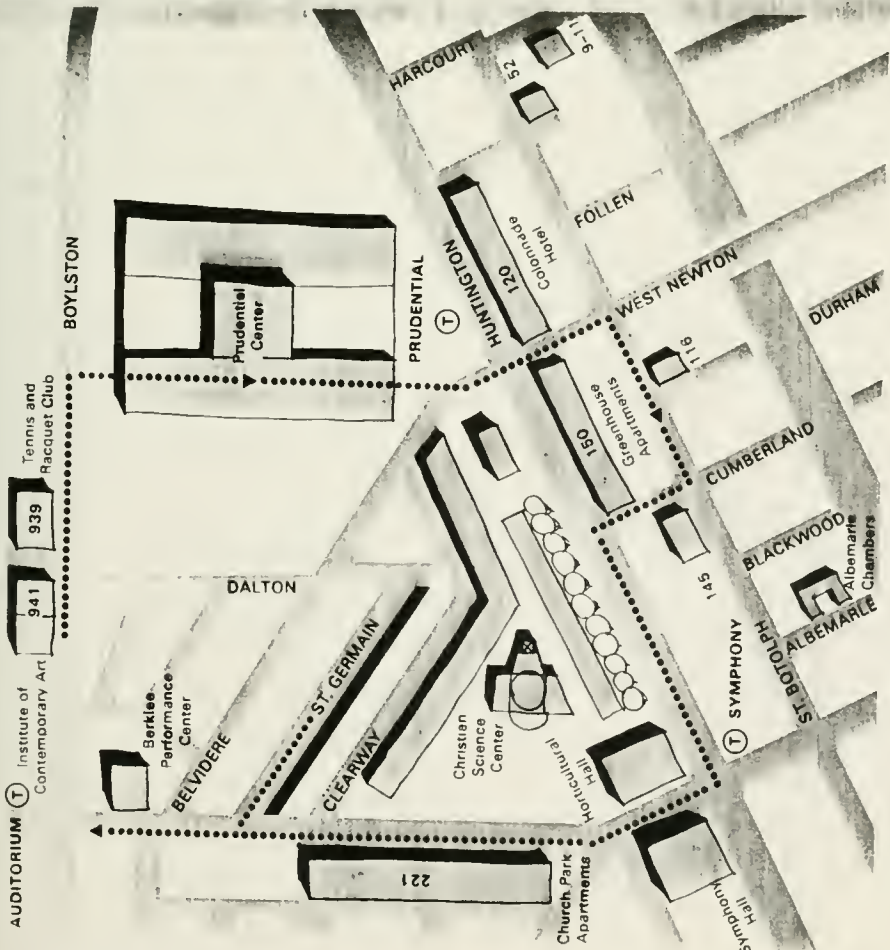 AUDITORIUM T
Institute of
Contemporary Art
941
939
Tennis and
Racquet Club
BOYLSTON
Berklee
Performance
Center
BELVIDERE
DALTON
ST. GERMAIN
CLEARWAY
Prudential
Center
PRUDENTIAL
T
HUNTINGTON
HARCOURT
52
9-11
120
Colonnade
Hotel
FOLLEN
WEST NEWTON
DURHAM
116
150
Greenhouse
Apartments
CUMBERLAND
145
BLACKWOOD
Albemarle
Chambers
ALBEMARLE
ST. BOTOLPH
T SYMPHONY
Christian
Science
Center
Horticultural
Hall
221
Church Park
Apartments
Symphony
Hall